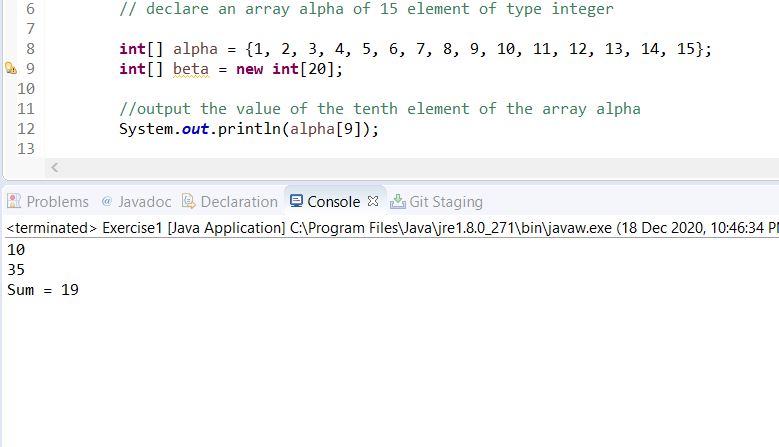 6 // declare an array alpha of 15 element of type integer
7
8 int[] alpha = {1, 2, 3, 4, 5, 6, 7, 8, 9, 10, 11, 12, 13, 14, 15};
9 int[] beta = new int[20];
10
11 //output the value of the tenth element of the array alpha
12 System.out.println(alpha[9]);
13
Problems @ Javadoc Declaration Console Git Staging
<terminated> Exercise1 [Java Application] C:\Program Files\Java\jre1.8.0_271\bin\javaw.exe (18 Dec 2020, 10:46:34 PM
10
35
Sum = 19